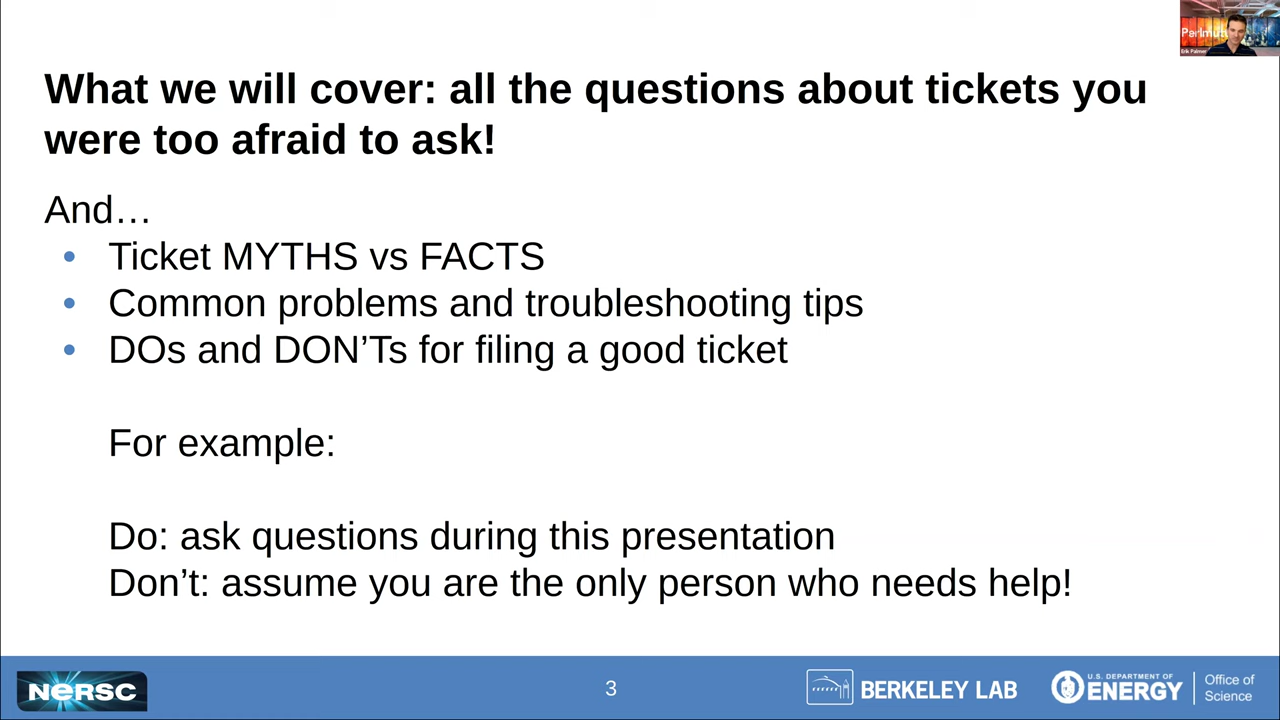 Perlmut
Erik Palmer
What we will cover: all the questions about tickets you
were too afraid to ask!
And…
• Ticket MYTHS vs FACTS
• Common problems and troubleshooting tips
• DOs and DON’Ts for filing a good ticket
For example:
Do: ask questions during this presentation
Don’t: assume you are the only person who needs help!
NERSC
3
BERKELEY LAB
U.S. DEPARTMENT OF
ENERGY
Office of
Science